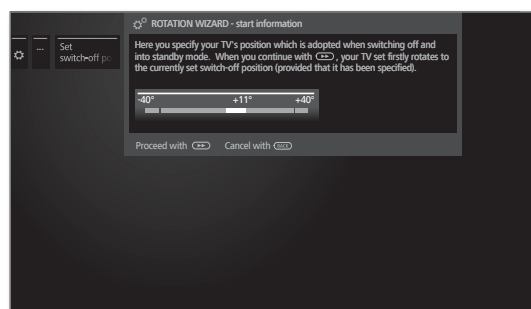 ROTATION WIZARD - start information
...
Set
switch-off po
Here you specify your TV's position which is adopted when switching off and
into standby mode. When you continue with ▶▶, your TV set firstly rotates to
the currently set switch-off position (provided that it has been specified).
-40° +11° +40°
Proceed with ▶▶ Cancel with BACK